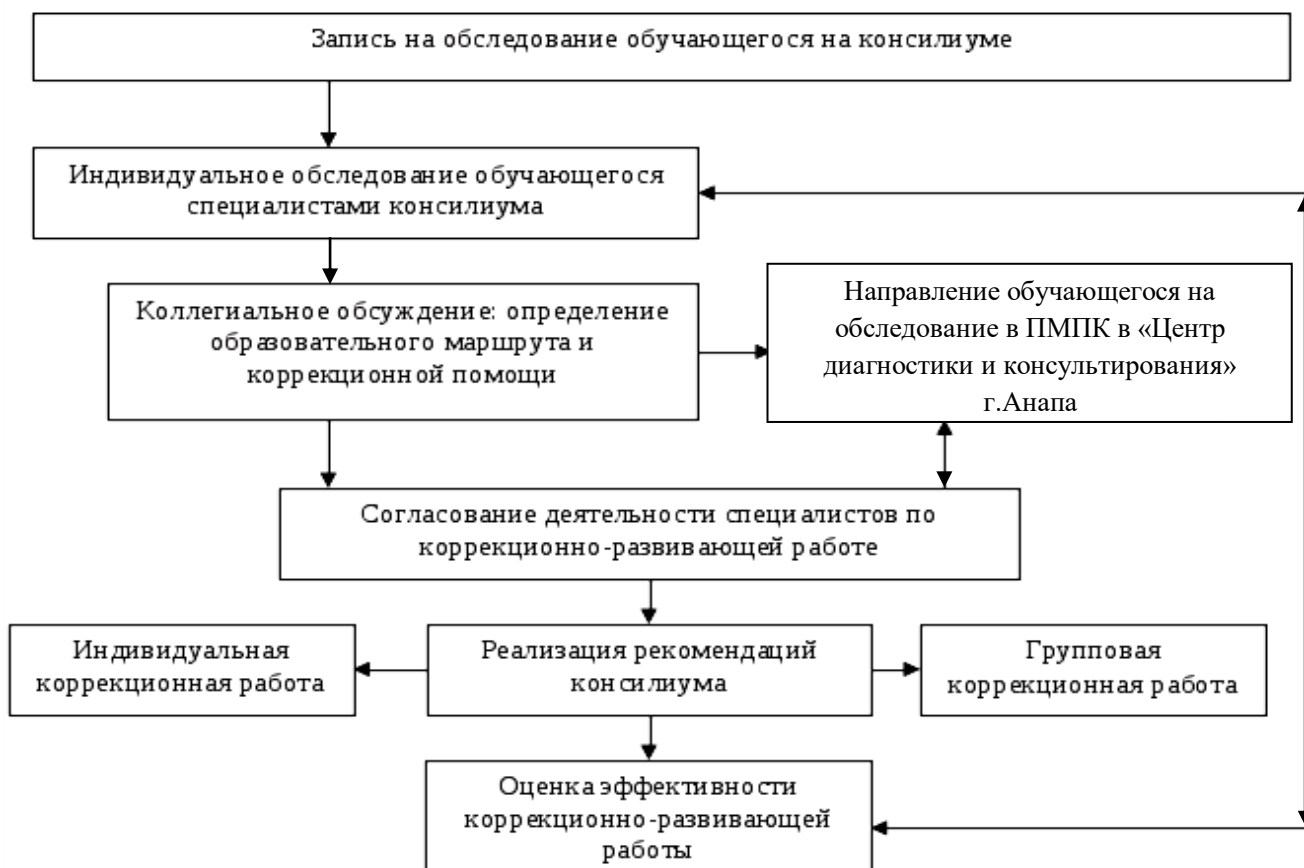 Запись на обследование обучающегося на консилиуме
Индивидуальное обследование обучающегося
специалистами консилиума
Коллегиальное обсуждение: определение
образовательного маршрута и
коррекционной помощи
Направление обучающегося на
обследование в ПМПК в «Центр
диагностики и консультирования»
г.Анапа
Согласование деятельности специалистов по
коррекционно-развивающей работе
Индивидуальная
коррекционная работа
Реализация рекомендаций
консилиума
Групповая
коррекционная работа
Оценка эффективности
коррекционно-развивающей
работы